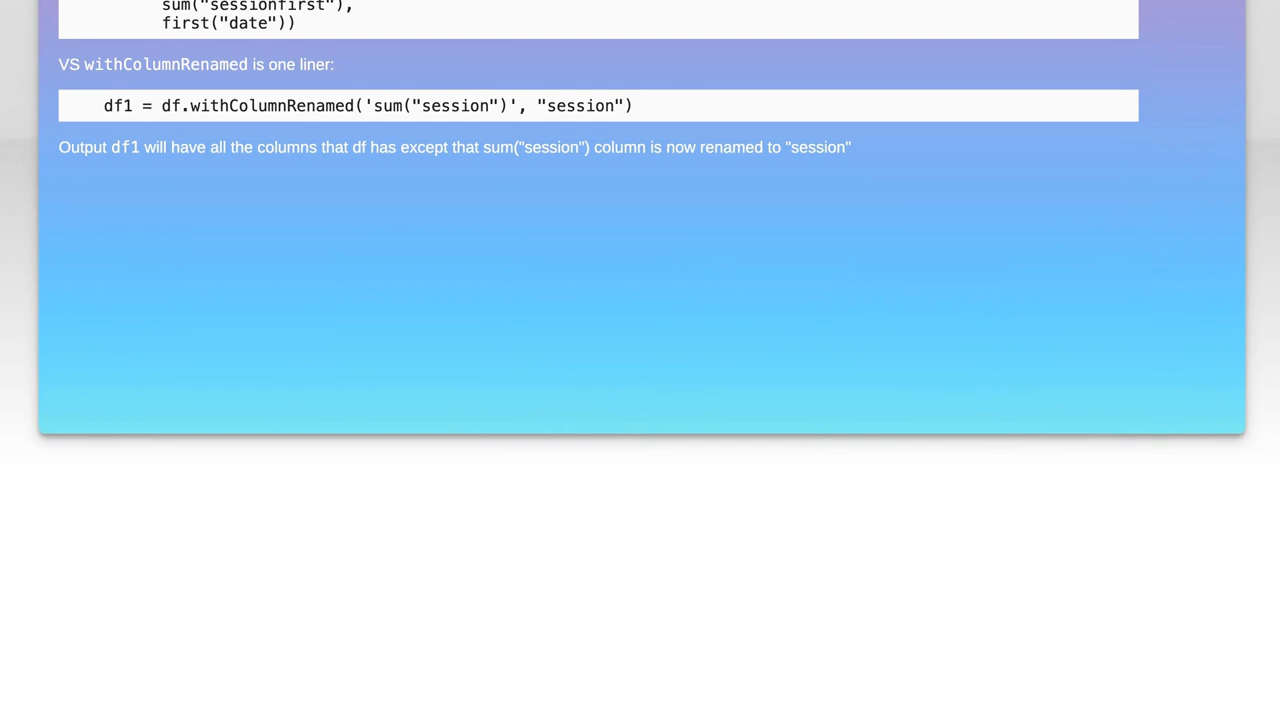 sum("sessionfirst"),
first("date"))
VS withColumnRenamed is one liner:
df1 = df.withColumnRenamed('sum("session")', "session")
Output df1 will have all the columns that df has except that sum("session") column is now renamed to "session"